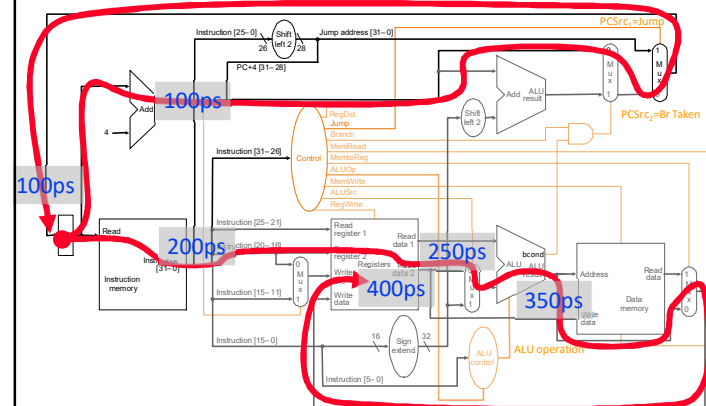 PCSrc1=Jump
Instruction [25–0]
Shift
left 2
Jump address [31–0]
26
28
PC+4 [31–28]
0
M
u
x
1
1
M
u
x
Add
100ps
Add
ALU
result
4
Shift
left 2
PCSrc2=Br Taken
RegDst
Jump
Branch
MemRead
MemtoReg
ALUOp
MemWrite
ALUSrc
RegWrite
Control
Instruction [31–26]
100ps
Read
Instruction [25–21]
Read
register 1
Read
data 1
200ps
Instruction [20–16]
register 2
250ps
bcond
[31–0]
Instruction
memory
0
M
u
x
1
Registers
data 2
400ps
ALU
ALU
Address
Read
data
1
M
u
x
0
Instruction [15–11]
Write
data
350ps
Data
memory
Write
data
Instruction [15–0]
16
Sign
extend
32
ALU
control
ALU operation
Instruction [5–0]